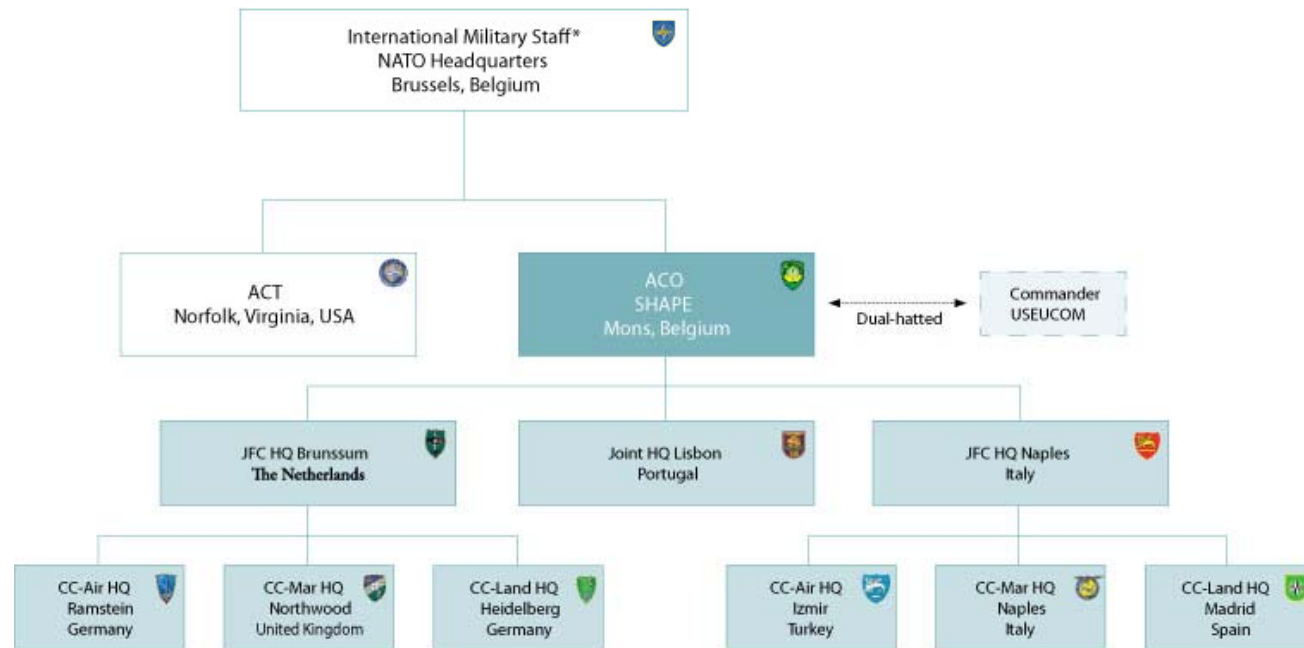 International Military Staff*
NATO Headquarters
Brussels, Belgium
ACT
Norfolk, Virginia, USA
ACO
SHAPE
Mons, Belgium
Dual-hatted
Commander
USEUCOM
JFC HQ Brunssum
The Netherlands
Joint HQ Lisbon
Portugal
JFC HQ Naples
Italy
CC-Air HQ
Ramstein
Germany
CC-Mar HQ
Northwood
United Kingdom
CC-Land HQ
Heidelberg
Germany
CC-Air HQ
Izmir
Turkey
CC-Mar HQ
Naples
Italy
CC-Land HQ
Madrid
Spain